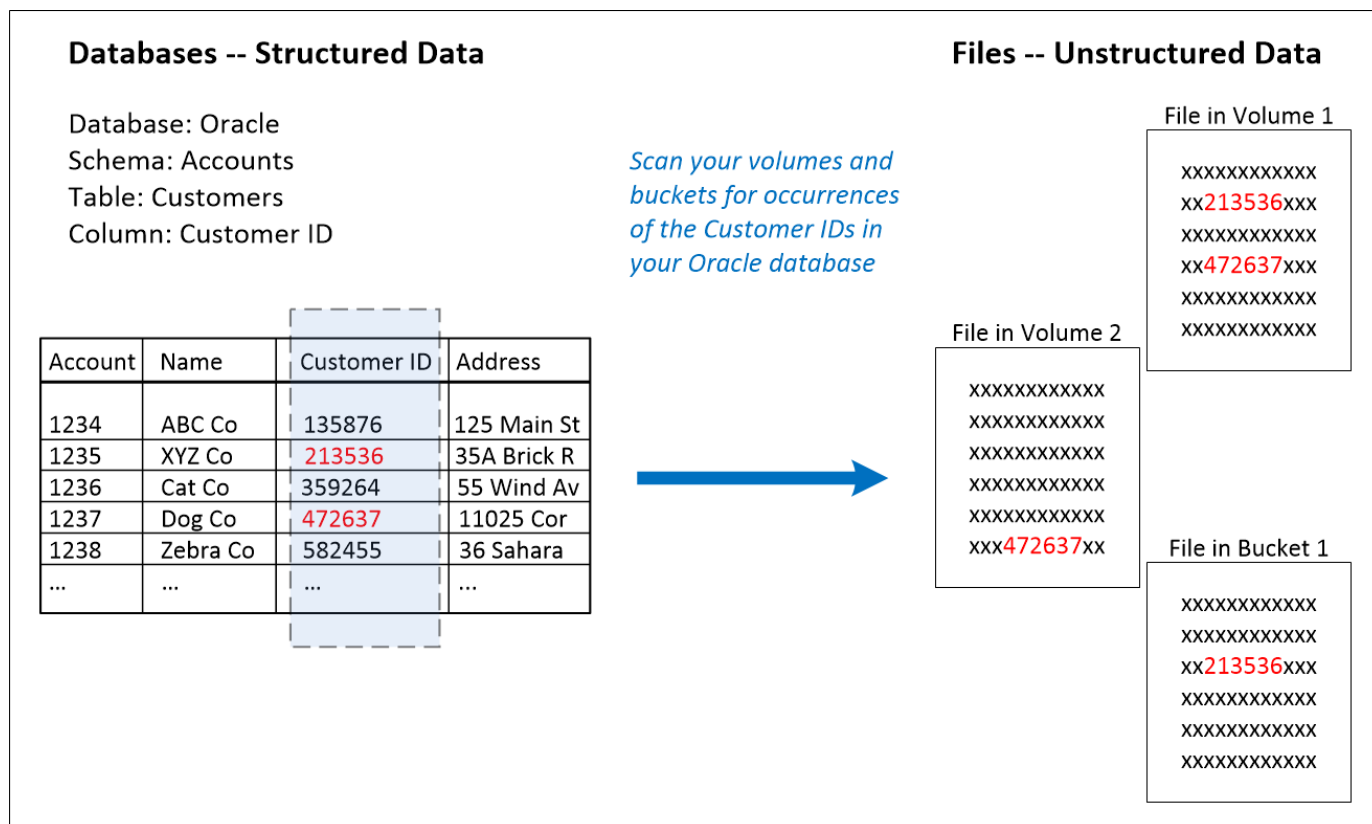 Databases -- Structured Data
Database: Oracle
Schema: Accounts
Table: Customers
Column: Customer ID
Account Name Customer ID Address
1234 ABC Co 135876 125 Main St
1235 XYZ Co 213536 35A Brick R
1236 Cat Co 359264 55 Wind Av
1237 Dog Co 472637 11025 Cor
1238 Zebra Co 582455 36 Sahara
... ... ... ...
Scan your volumes and
buckets for occurrences
of the Customer IDs in
your Oracle database
Files -- Unstructured Data
File in Volume 1
xxxxxxxxxxxx
xx213536xxx
xxxxxxxxxxxx
xx472637xxx
xxxxxxxxxxxx
xxxxxxxxxxxx
File in Volume 2
xxxxxxxxxxxx
xxxxxxxxxxxx
xxxxxxxxxxxx
xxxxxxxxxxxx
xxxxxxxxxxxx
xxx472637xx
File in Bucket 1
xxxxxxxxxxxx
xxxxxxxxxxxx
xx213536xxx
xxxxxxxxxxxx
xxxxxxxxxxxx
xxxxxxxxxxxx